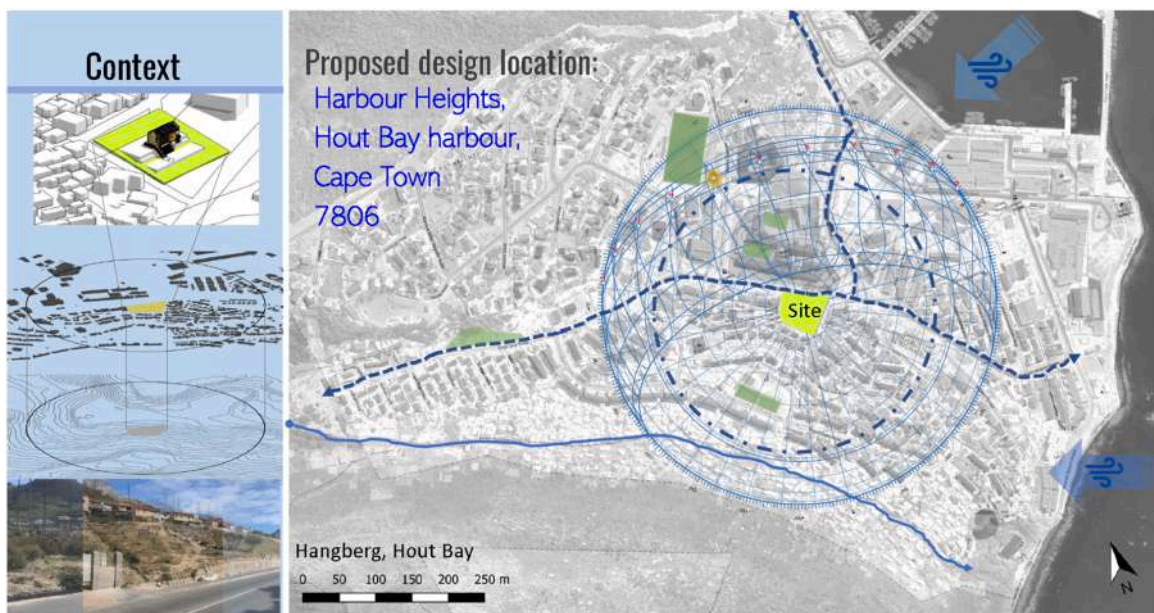 Context
Proposed design location:
Harbour Heights,
Hout Bay harbour,
Cape Town
7806
Site
Hangberg, Hout Bay
0 50 100 150 200 250 m
N